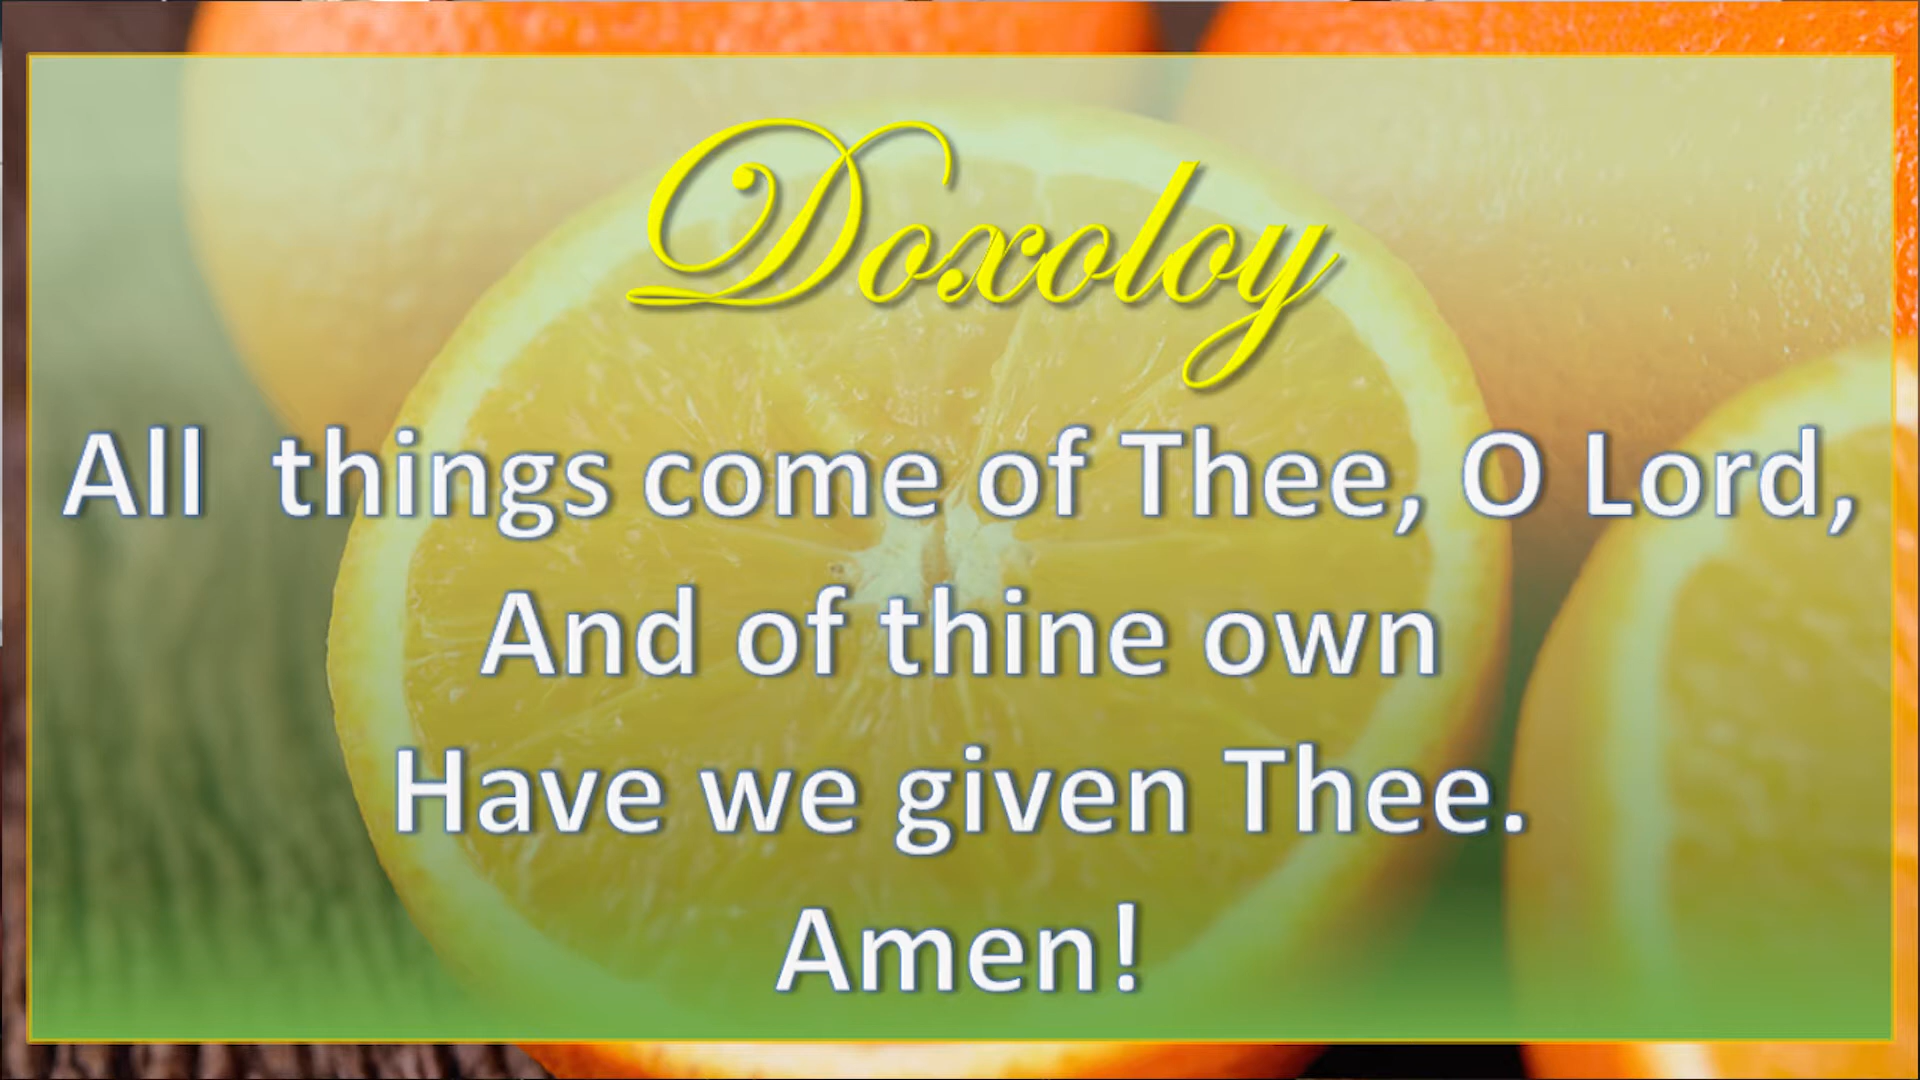 Doxoloy
All  things come of Thee, O Lord,
And of thine own
Have we given Thee.
Amen!